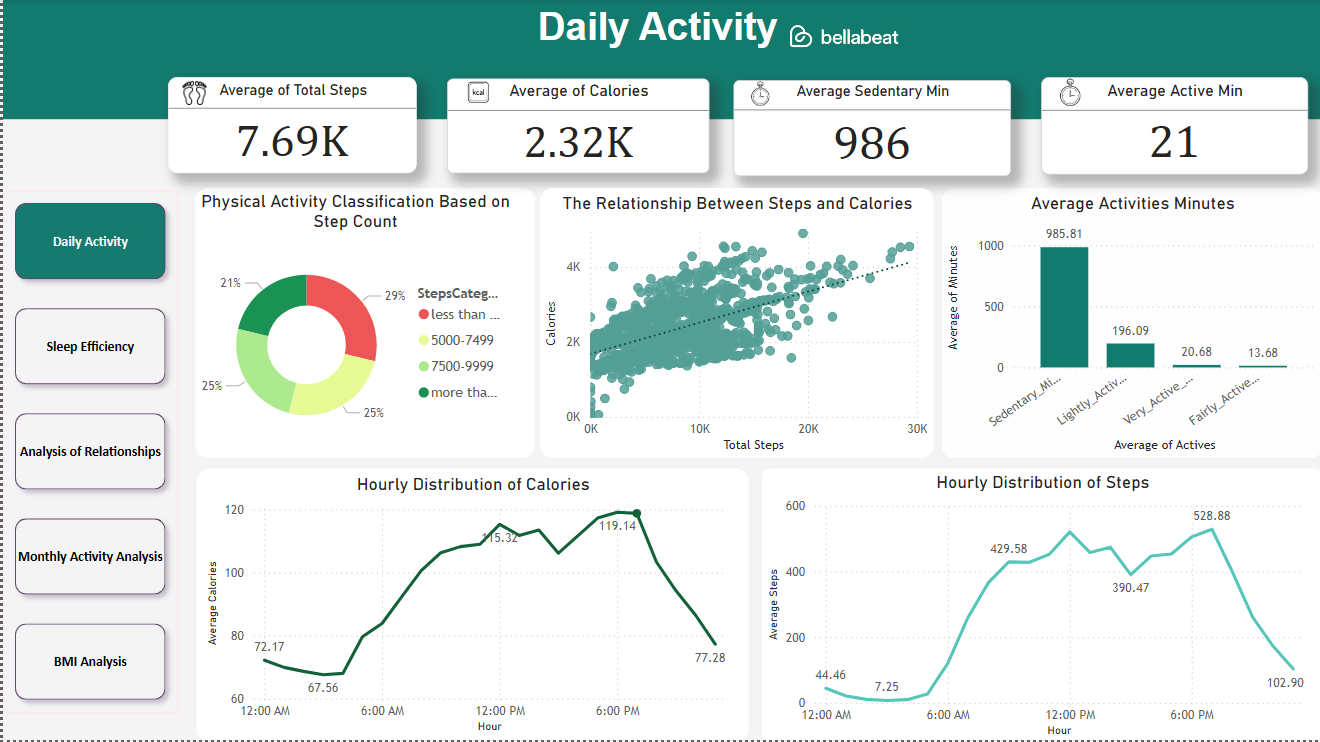 Daily Activity
bellabeat
Average of Total Steps
7.69K
kcal
Average of Calories
2.32K
Average Sedentary Min
986
Average Active Min
21
Daily Activity
Sleep Efficiency
Analysis of Relationships
Monthly Activity Analysis
BMI Analysis
Physical Activity Classification Based on
Step Count
21%
29%
25%
25%
StepsCateg...
less than ...
5000-7499
7500-9999
more tha...
The Relationship Between Steps and Calories
Calories
4K
2K
0K
0K
10K
20K
30K
Total Steps
Average Activities Minutes
Average of Minutes
1000
500
0
985.81
196.09
20.68
13.68
Sedentary_Mi...
Lightly_Activ...
Very_Active_...
Fairly_Active...
Average of Actives
Hourly Distribution of Calories
Average Calories
120
100
80
60
72.17
67.56
115.32
119.14
77.28
12:00 AM
6:00 AM
12:00 PM
6:00 PM
Hour
Hourly Distribution of Steps
Average Steps
600
400
200
0
44.46
7.25
429.58
390.47
528.88
102.90
12:00 AM
6:00 AM
12:00 PM
6:00 PM
Hour